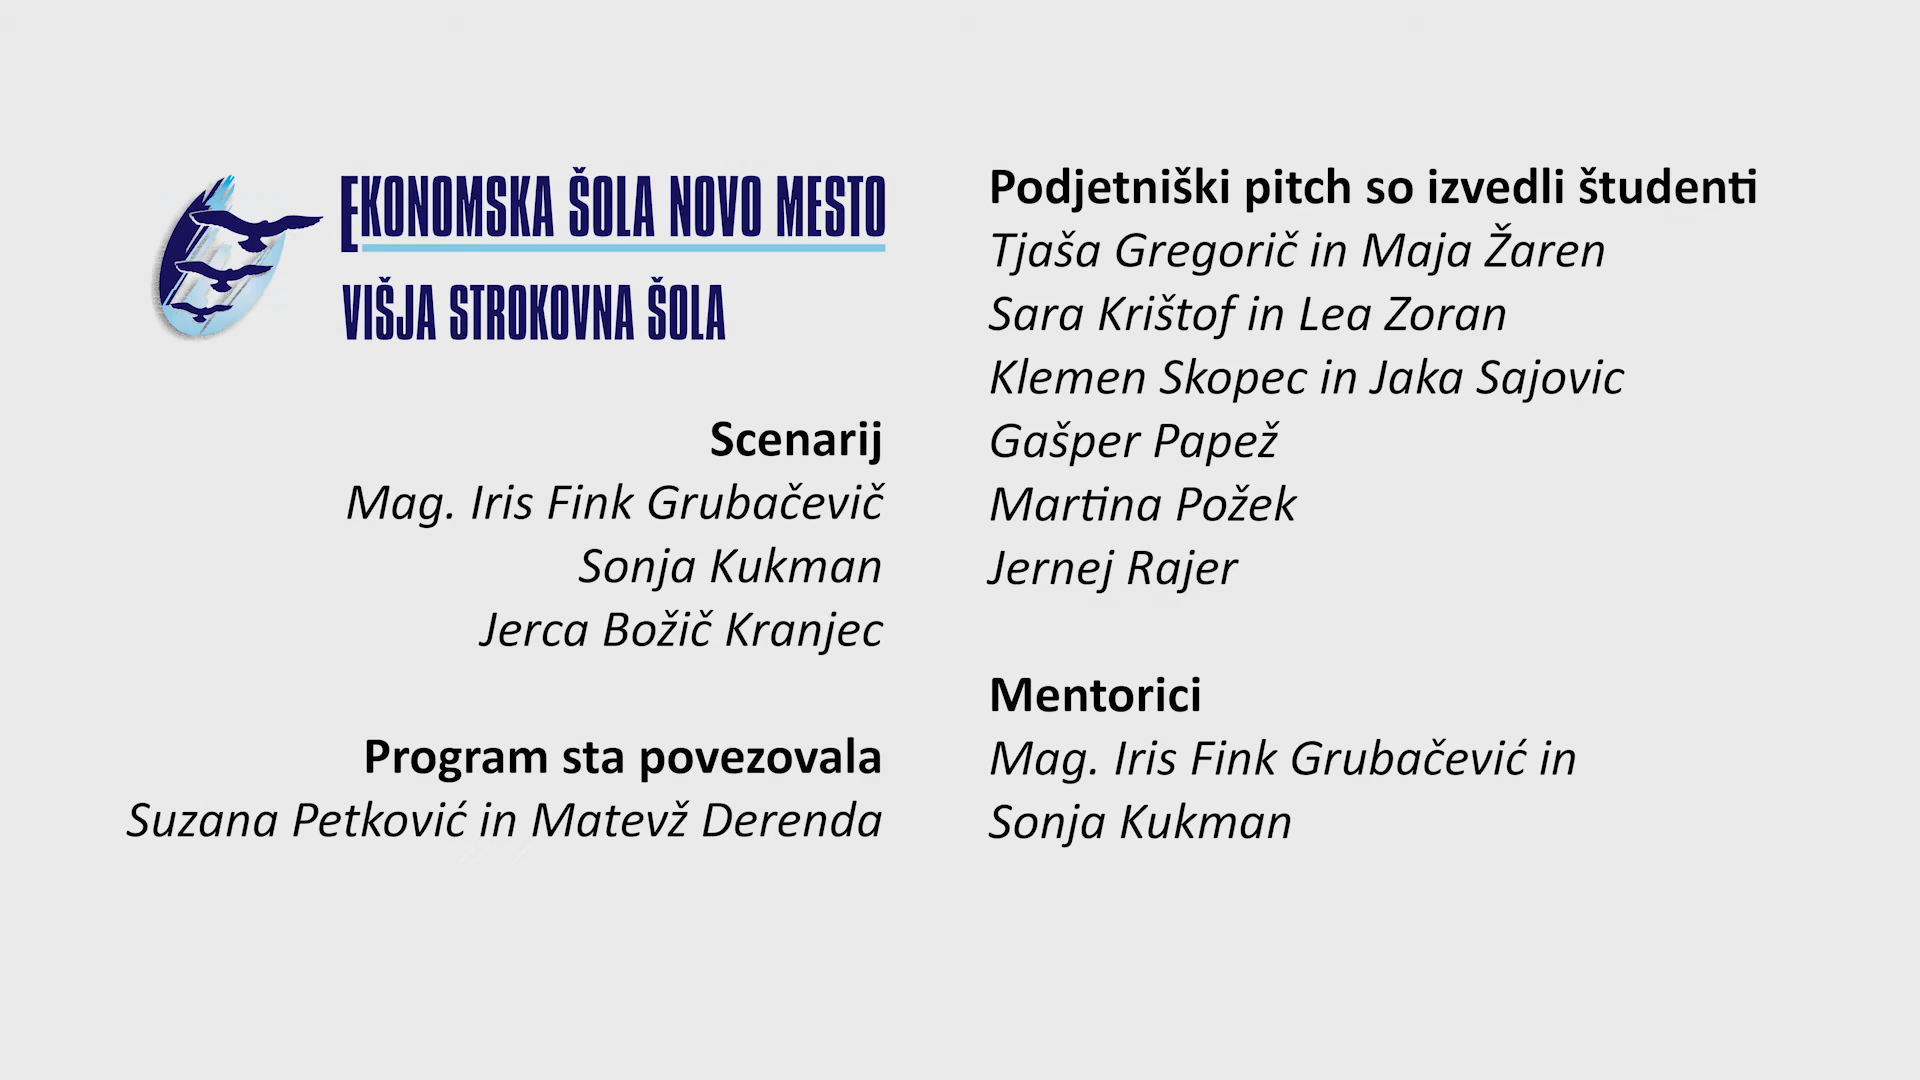 EKONOMSKA ŠOLA NOVO MESTO
VIŠJA STROKOVNA ŠOLA
Scenarij
Mag. Iris Fink Grubačevič
Sonja Kukman
Jerca Božič Kranjec
Program sta povezovala
Suzana Petković in Matevž Derenda
Podjetniški pitch so izvedli študenti
Tjaša Gregorič in Maja Žaren
Sara Krištof in Lea Zoran
Klemen Skopec in Jaka Sajovic
Gašper Papež
Martina Požek
Jernej Rajer
Mentorici
Mag. Iris Fink Grubačević in
Sonja Kukman